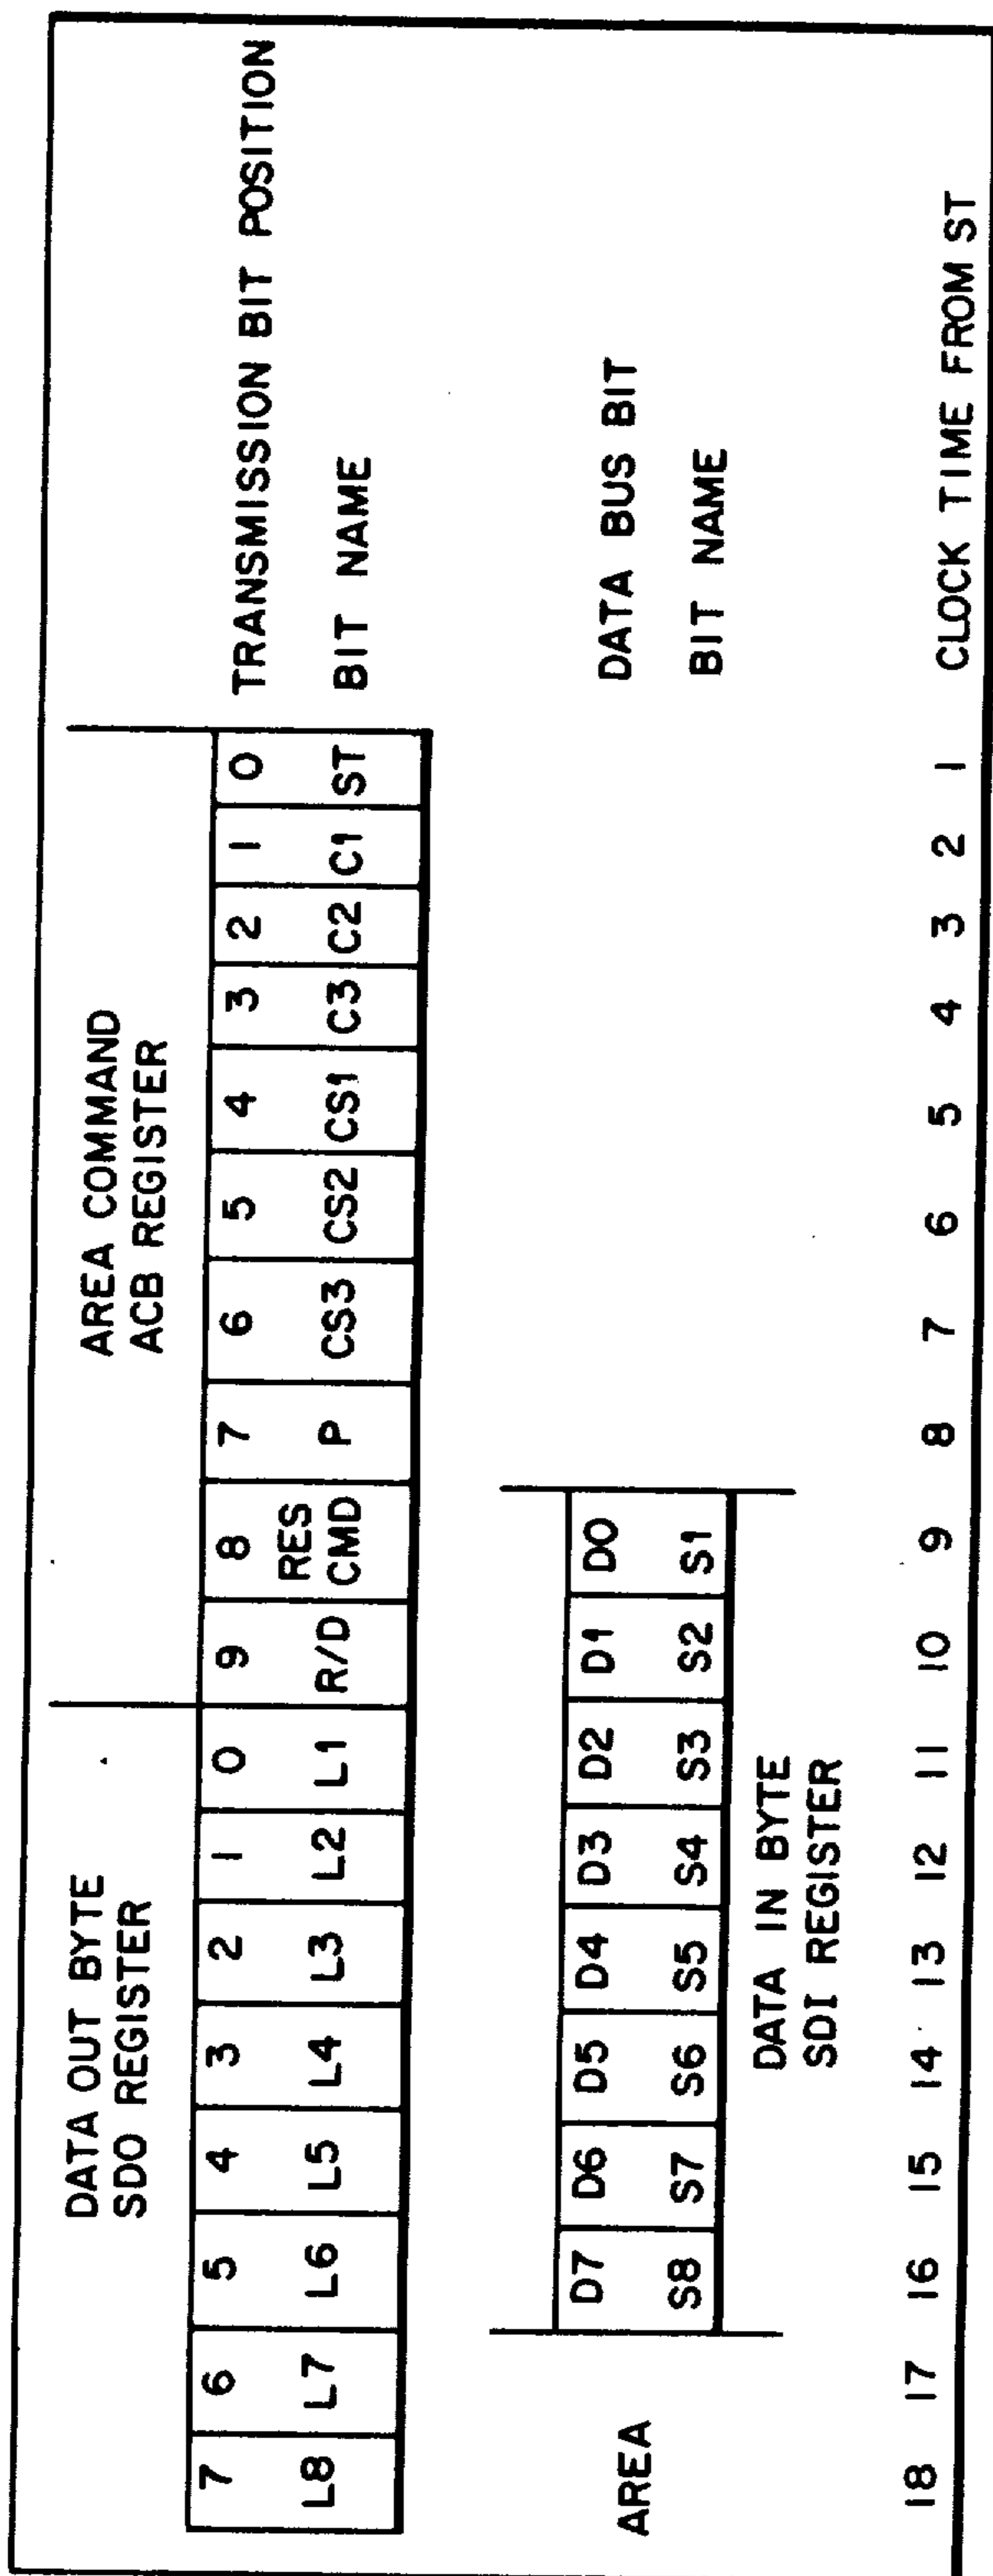 DATA OUT BYTE
SDO REGISTER
AREA COMMAND
ACB REGISTER
7 6 5 4 3 2 1 0 9 8 7 6 5 4 3 2 1 0 TRANSMISSION BIT POSITION
L8 L7 L6 L5 L4 L3 L2 L1 R/D RES CMD P CS3 CS2 CS1 C3 C2 C1 ST BIT NAME
AREA
D7 D6 D5 D4 D3 D2 D1 D0 DATA BUS BIT
S8 S7 S6 S5 S4 S3 S2 S1 BIT NAME
DATA IN BYTE
SDI REGISTER
18 17 16 15 14 13 12 11 10 9 8 7 6 5 4 3 2 1 CLOCK TIME FROM ST